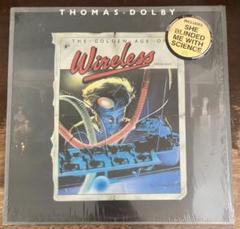 THOMAS·DOLBY
INCLUDES
SHE
BLINDED
ME WITH
SCIENCE
THE·GOLDEN·AGE·OF
Wireless